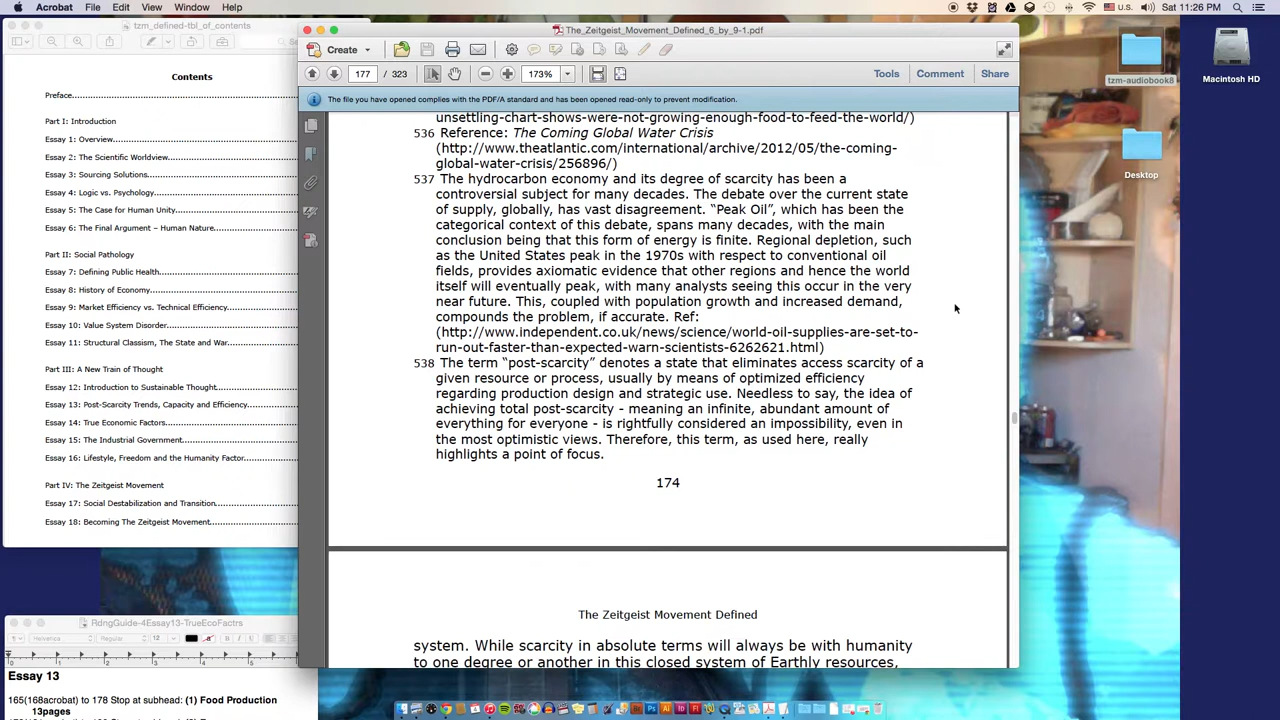 Acrobat File Edit View Window Help
U.S. Sat 11:26 PM
tzm_defined-tbl_of_contents
Contents
Preface
Part I: Introduction
Essay 1: Overview
Essay 2: The Scientific Worldview
Essay 3: Sourcing Solutions
Essay 4: Logic vs. Psychology
Essay 5: The Case for Human Unity
Essay 6: The Final Argument – Human Nature
Part II: Social Pathology
Essay 7: Defining Public Health
Essay 8: History of Economy
Essay 9: Market Efficiency vs. Technical Efficiency
Essay 10: Value System Disorder
Essay 11: Structural Classism, The State and War
Part III: A New Train of Thought
Essay 12: Introduction to Sustainable Thought
Essay 13: Post-Scarcity Trends, Capacity and Efficiency
Essay 14: True Economic Factors
Essay 15: The Industrial Government
Essay 16: Lifestyle, Freedom and the Humanity Factor
Part IV: The Zeitgeist Movement
Essay 17: Social Destabilization and Transition
Essay 18: Becoming The Zeitgeist Movement
RdngGuide-4Essay13-TrueEcoFactrs
Helvetica 12 B I U
0 1 2 3 4 5
Essay 13
165(168acrobat) to 178 Stop at subhead: (1) Food Production
13pages
The_Zeitgeist_Movement_Defined_6_by_9-1.pdf
Create
177 / 323 173% Tools Comment Share
The file you have opened complies with the PDF/A standard and has been opened read-only to prevent modification.
unsettling-chart-shows-were-not-growing-enough-food-to-feed-the-world/)
536 Reference: The Coming Global Water Crisis
(http://www.theatlantic.com/international/archive/2012/05/the-coming-
global-water-crisis/256896/)
537 The hydrocarbon economy and its degree of scarcity has been a
controversial subject for many decades. The debate over the current state
of supply, globally, has vast disagreement. “Peak Oil”, which has been the
categorical context of this debate, spans many decades, with the main
conclusion being that this form of energy is finite. Regional depletion, such
as the United States peak in the 1970s with respect to conventional oil
fields, provides axiomatic evidence that other regions and hence the world
itself will eventually peak, with many analysts seeing this occur in the very
near future. This, coupled with population growth and increased demand,
compounds the problem, if accurate. Ref:
(http://www.independent.co.uk/news/science/world-oil-supplies-are-set-to-
run-out-faster-than-expected-warn-scientists-6262621.html)
538 The term “post-scarcity” denotes a state that eliminates access scarcity of a
given resource or process, usually by means of optimized efficiency
regarding production design and strategic use. Needless to say, the idea of
achieving total post-scarcity - meaning an infinite, abundant amount of
everything for everyone - is rightfully considered an impossibility, even in
the most optimistic views. Therefore, this term, as used here, really
highlights a point of focus.
174
The Zeitgeist Movement Defined
system. While scarcity in absolute terms will always be with humanity
to one degree or another in this closed system of Earthly resources,
tzm-audiobook8
Macintosh HD
Desktop